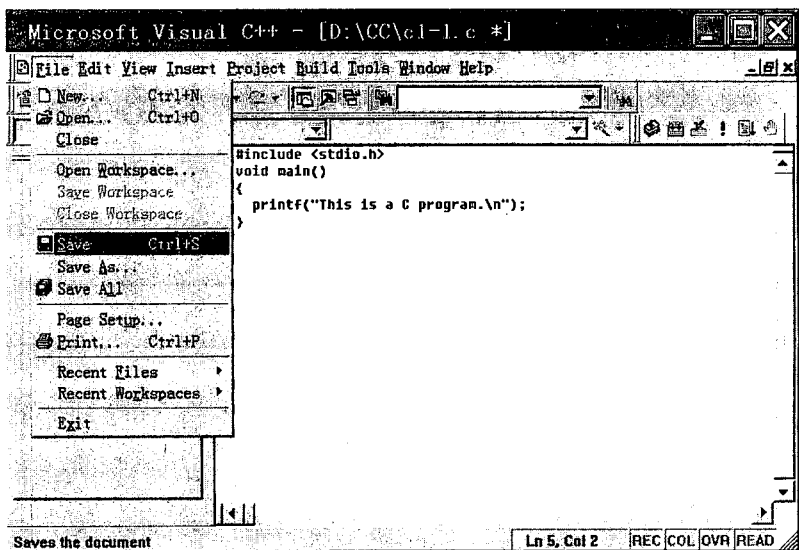 Microsoft Visual C++ - [D:\CC\c1-1.c *]
File Edit View Insert Project Build Tools Window Help
New... Ctrl+N
Open... Ctrl+O
Close
Open Workspace...
Save Workspace
Close Workspace
Save Ctrl+S
Save As...
Save All
Page Setup...
Print... Ctrl+P
Recent Files
Recent Workspaces
Exit
#include <stdio.h>
void main()
{
printf("This is a C program.\n");
}
Saves the document
Ln 5, Col 2 REC COL OVR READ